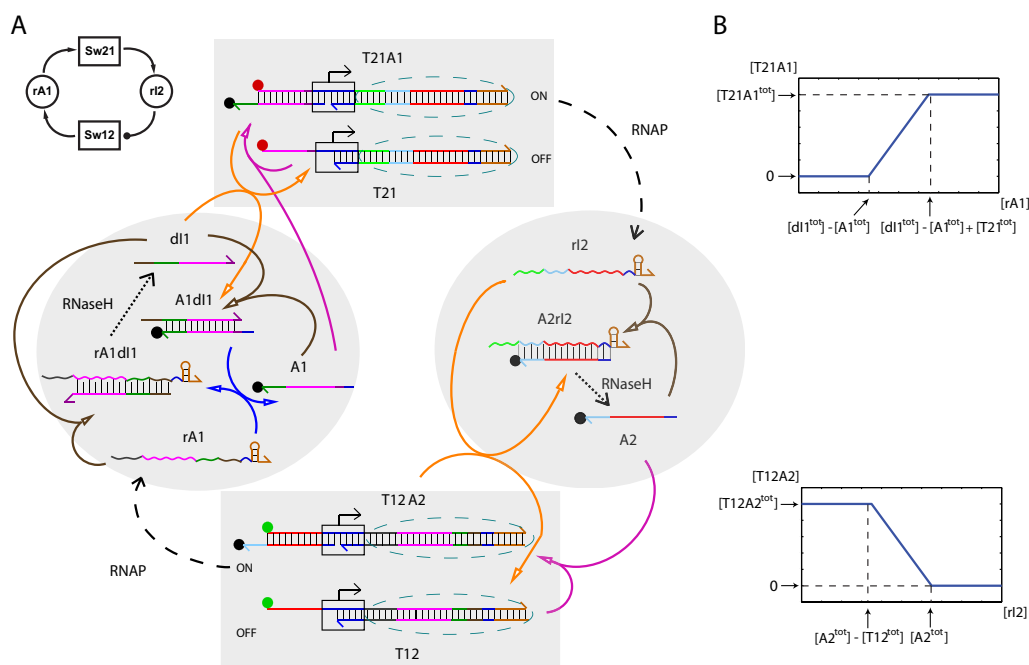 A
Sw21
rA1
rI2
Sw12
T21A1
ON
OFF
T21
RNAP
dI1
RNaseH
A1dI1
rA1dI1
A1
rA1
rI2
A2rI2
RNaseH
A2
T12A2
ON
OFF
T12
RNAP
B
[T21A1]
[T21A1tot]
0
[rA1]
[dI1tot] - [A1tot]
[dI1tot] - [A1tot] + [T21tot]
[T12A2]
[T12A2tot]
0
[rI2]
[A2tot] - [T12tot]
[A2tot]